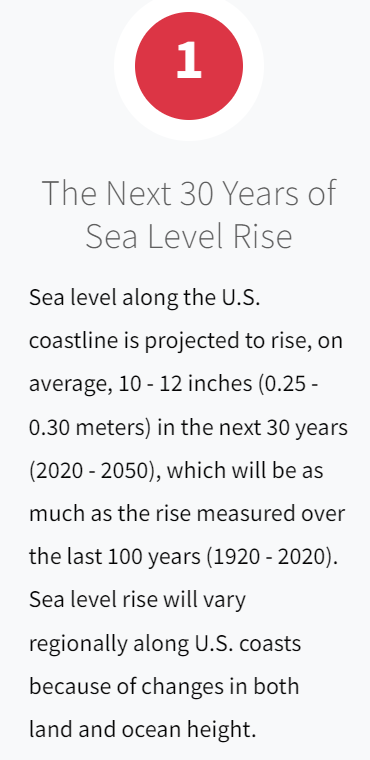 1
The Next 30 Years of
Sea Level Rise
Sea level along the U.S.
coastline is projected to rise, on
average, 10 - 12 inches (0.25 -
0.30 meters) in the next 30 years
(2020 - 2050), which will be as
much as the rise measured over
the last 100 years (1920 - 2020).
Sea level rise will vary
regionally along U.S. coasts
because of changes in both
land and ocean height.